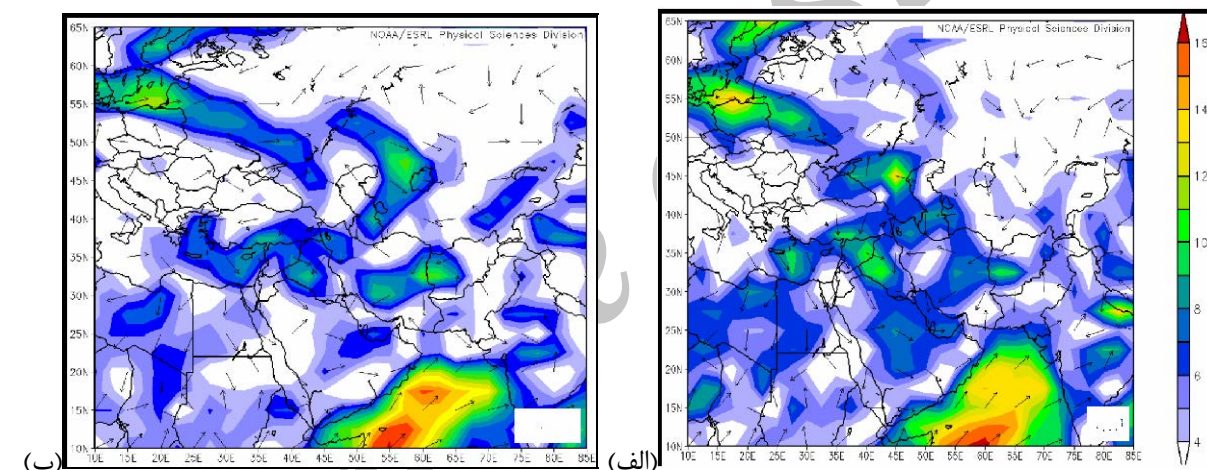 NOAA/ESRL Physical Sciences Division
65N
60N
55N
50N
45N
40N
35N
30N
25N
20N
15N
10N
10E 15E 20E 25E 30E 35E 40E 45E 50E 55E 60E 65E 70E 75E 80E 85E
(ب)
NOAA/ESRL Physical Sciences Division
65N
60N
55N
50N
45N
40N
35N
30N
25N
20N
15N
10N
10E 15E 20E 25E 30E 35E 40E 45E 50E 55E 60E 65E 70E 75E 80E 85E
(الف)
16
14
12
10
8
6
4